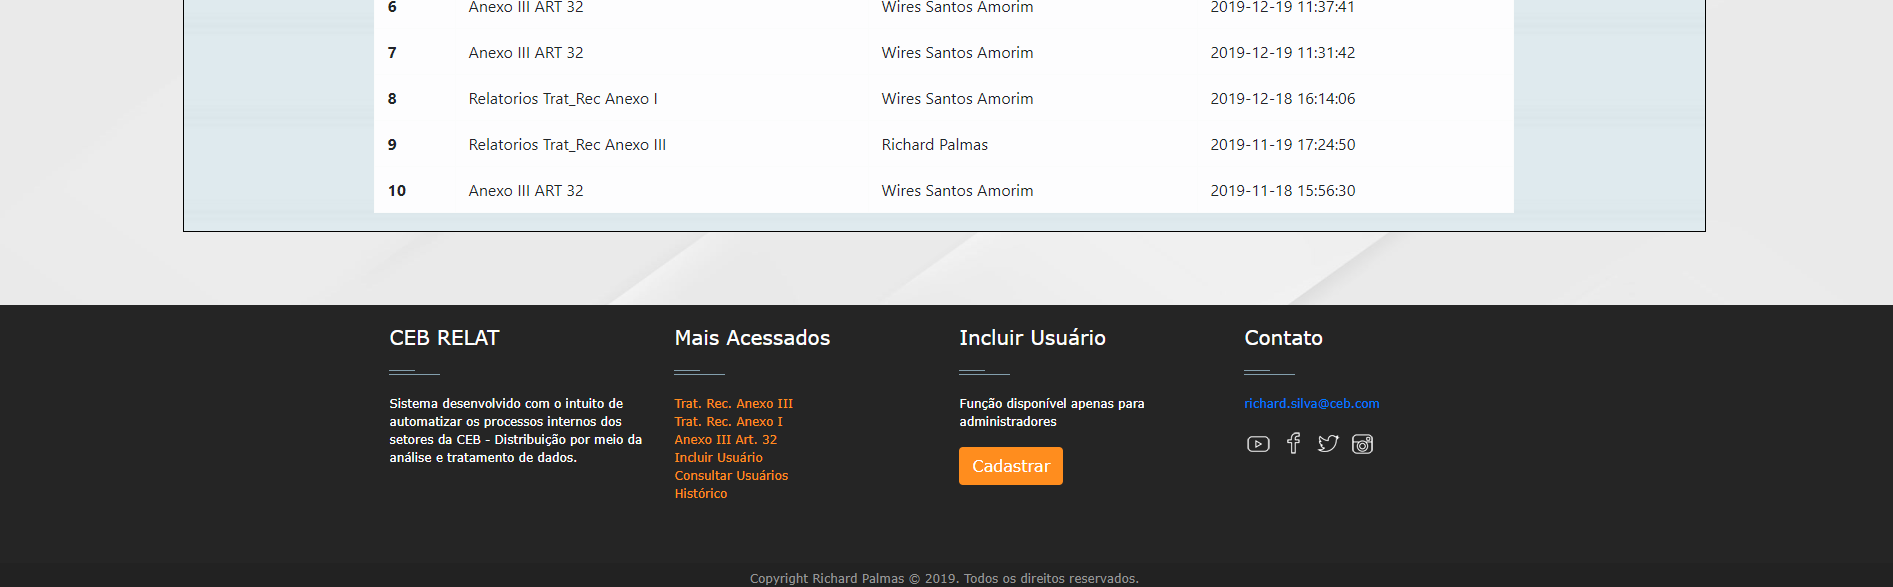 6 Anexo III ART 32 Wires Santos Amorim 2019-12-19 11:37:41
7 Anexo III ART 32 Wires Santos Amorim 2019-12-19 11:31:42
8 Relatorios Trat_Rec Anexo I Wires Santos Amorim 2019-12-18 16:14:06
9 Relatorios Trat_Rec Anexo III Richard Palmas 2019-11-19 17:24:50
10 Anexo III ART 32 Wires Santos Amorim 2019-11-18 15:56:30
CEB RELAT
Sistema desenvolvido com o intuito de
automatizar os processos internos dos
setores da CEB - Distribuição por meio da
análise e tratamento de dados.
Mais Acessados
Trat. Rec. Anexo III
Trat. Rec. Anexo I
Anexo III Art. 32
Incluir Usuário
Consultar Usuários
Histórico
Incluir Usuário
Função disponível apenas para
administradores
Cadastrar
Contato
richard.silva@ceb.com
Copyright Richard Palmas © 2019. Todos os direitos reservados.